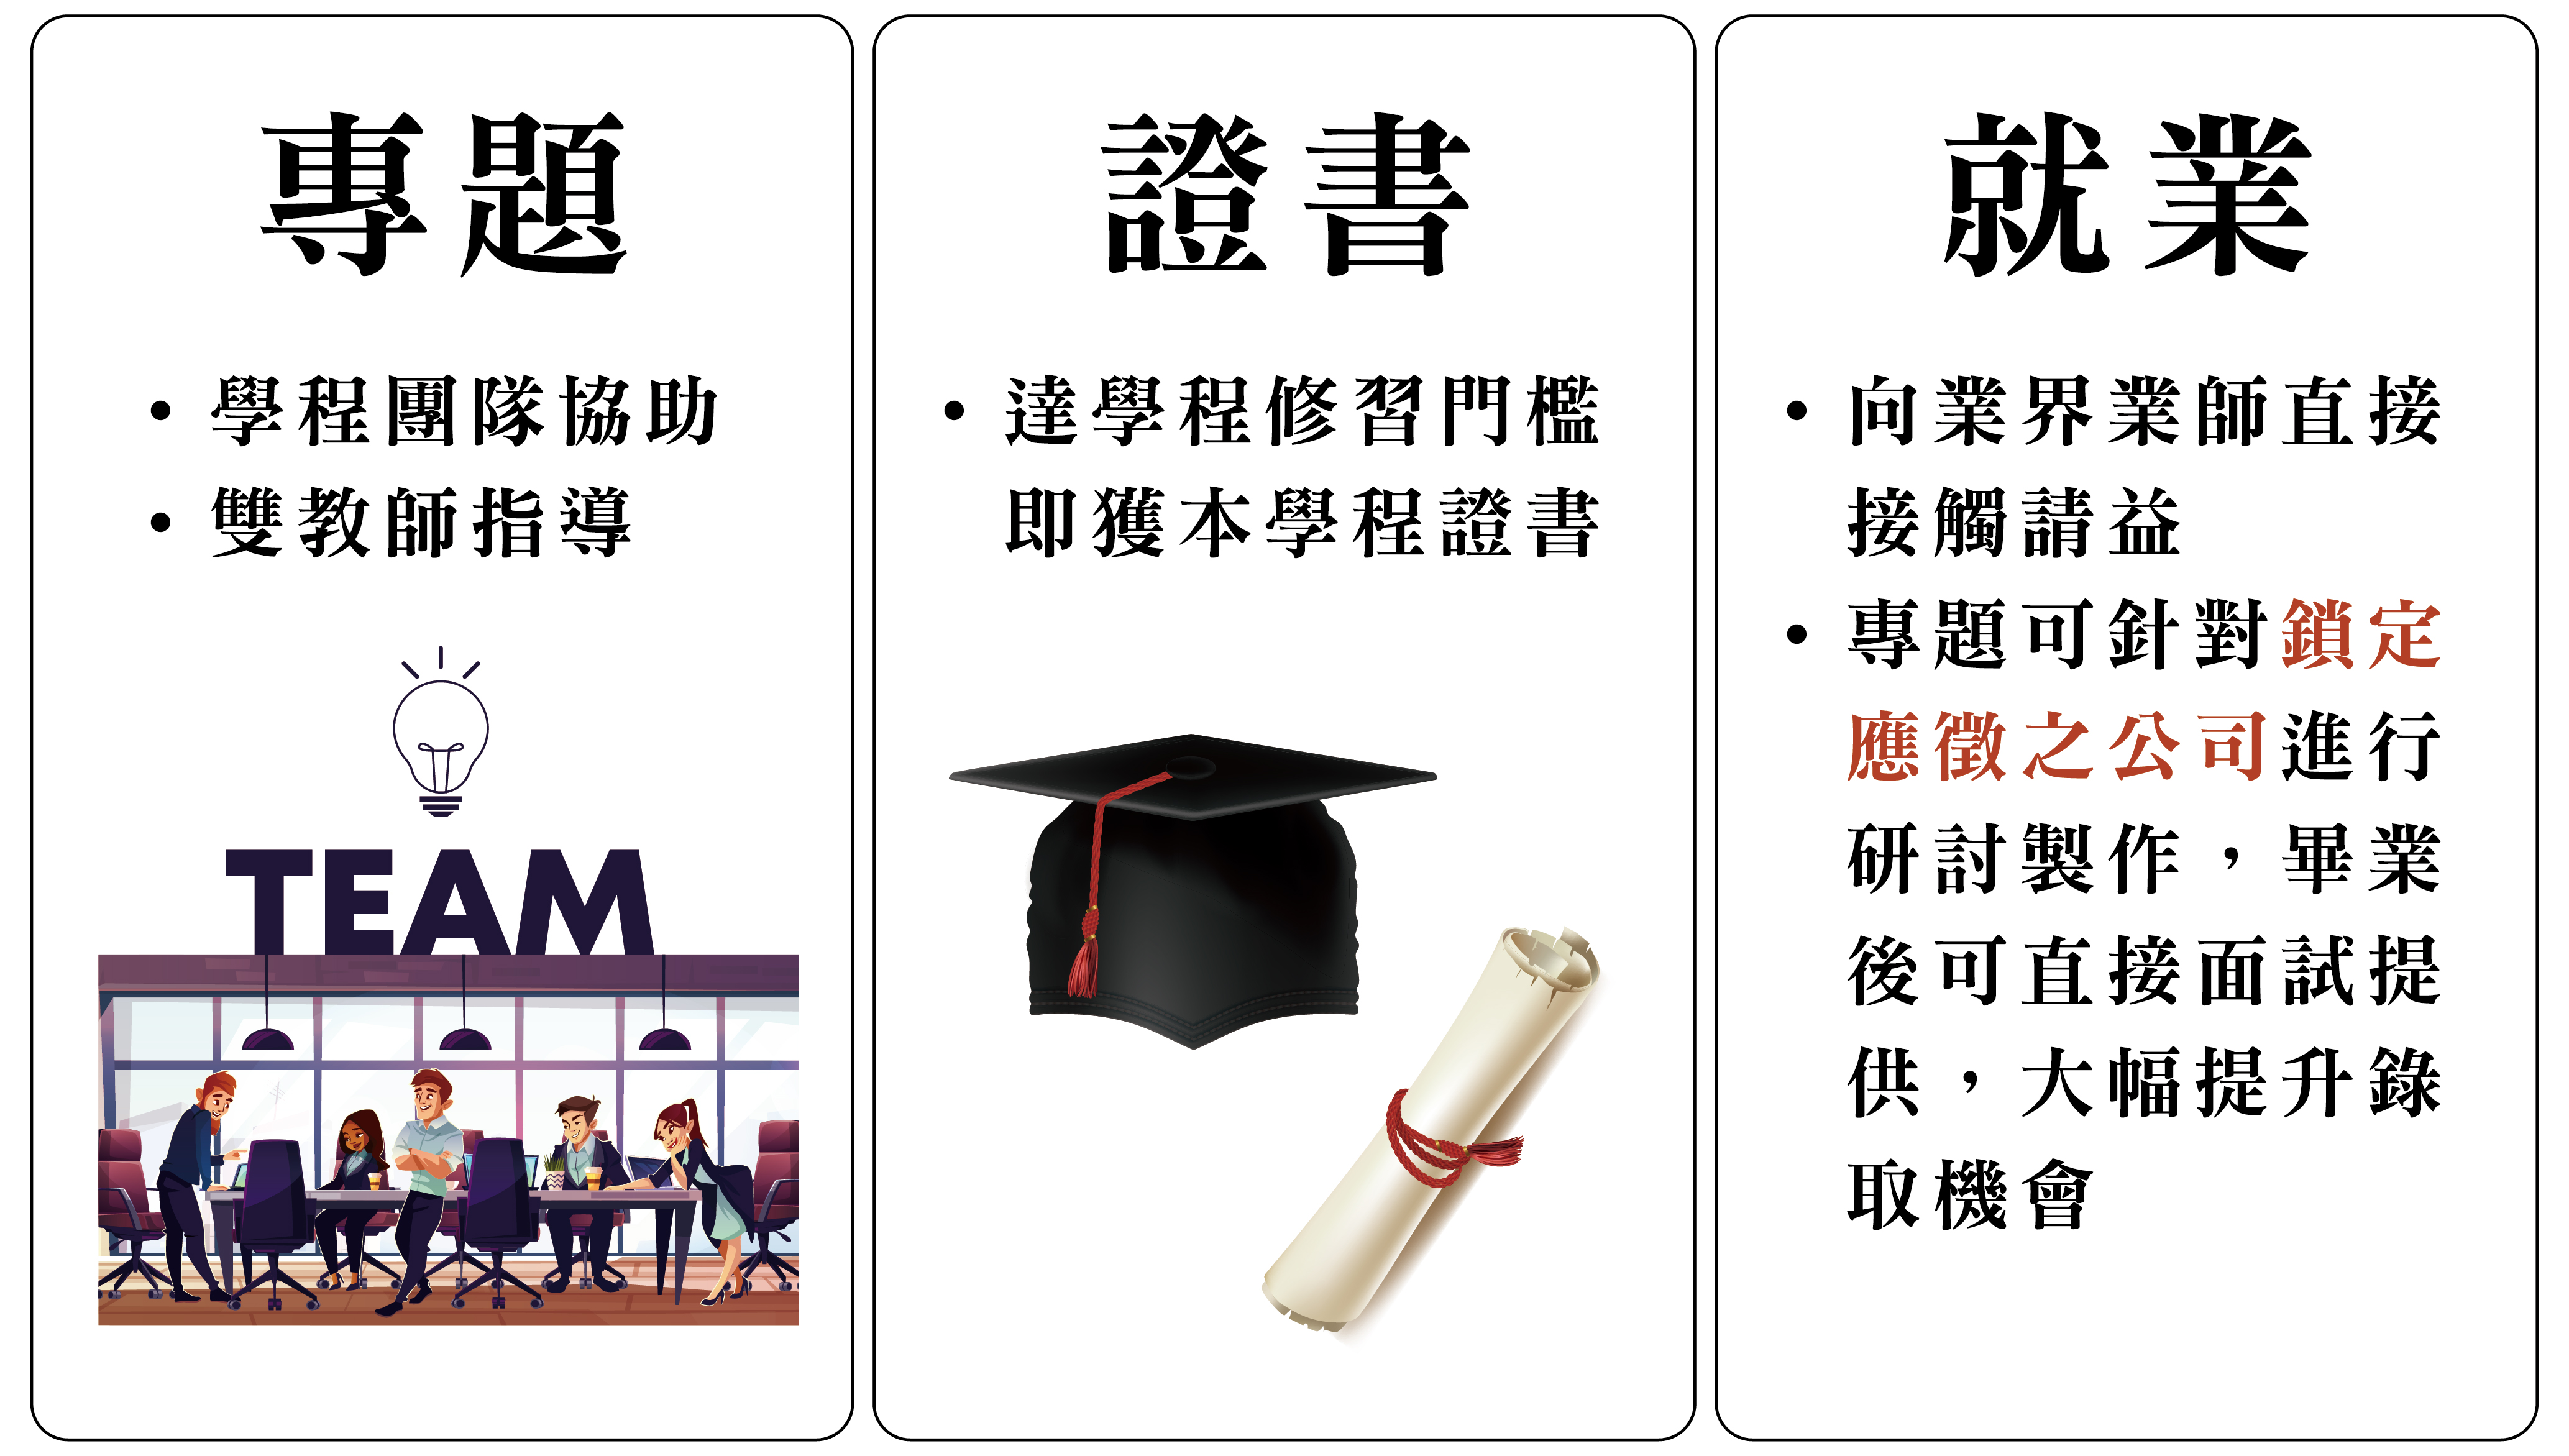 專題
• 學程團隊協助
• 雙教師指導
TEAM
證書
• 達學程修習門檻
即獲本學程證書
就業
• 向業界業師直接
接觸請益
• 專題可針對鎖定
應徵之公司進行
研討製作，畢業
後可直接面試提
供，大幅提升錄
取機會